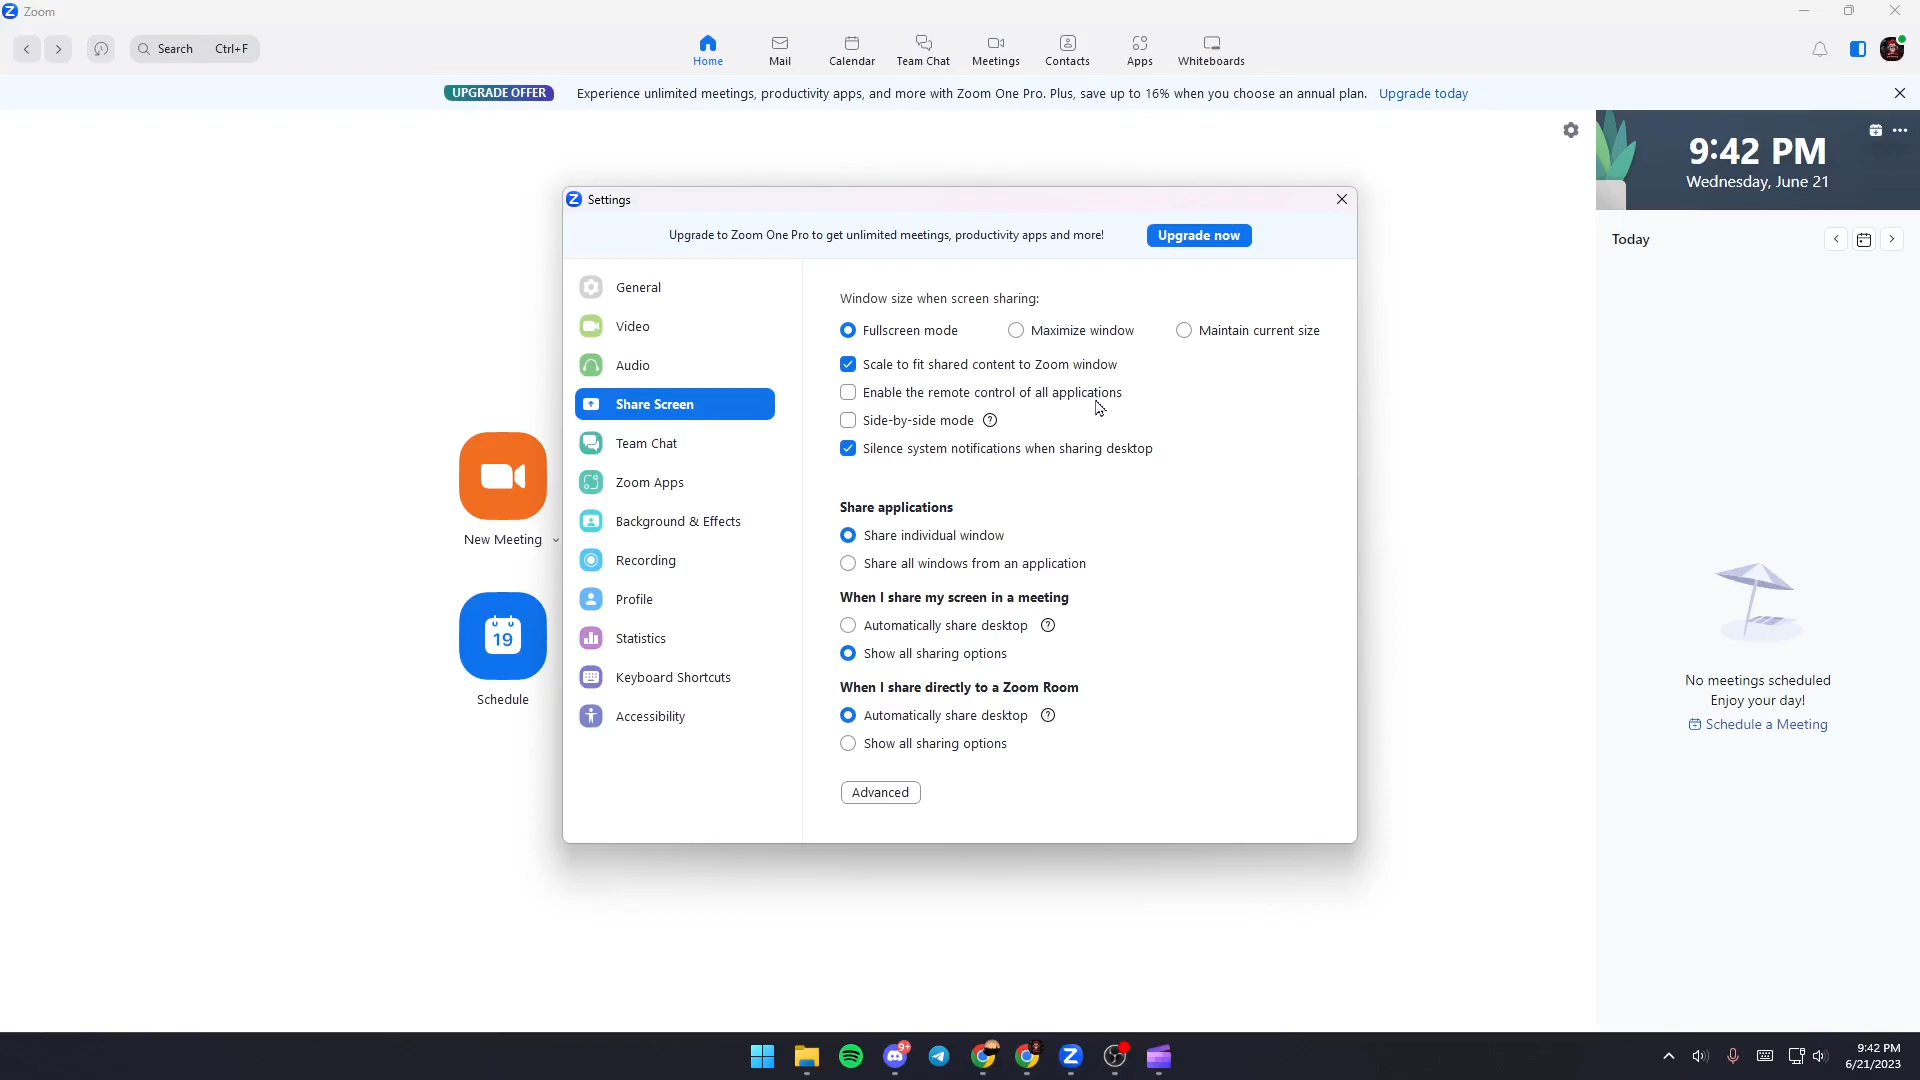 Zoom
Search Ctrl+F
Home
Mail
Calendar
Team Chat
Meetings
Contacts
Apps
Whiteboards
UPGRADE OFFER Experience unlimited meetings, productivity apps, and more with Zoom One Pro. Plus, save up to 16% when you choose an annual plan. Upgrade today
9:42 PM
Wednesday, June 21
Today
No meetings scheduled
Enjoy your day!
Schedule a Meeting
New Meeting
19
Schedule
Settings
Upgrade to Zoom One Pro to get unlimited meetings, productivity apps and more! Upgrade now
General
Video
Audio
Share Screen
Team Chat
Zoom Apps
Background & Effects
Recording
Profile
Statistics
Keyboard Shortcuts
Accessibility
Window size when screen sharing:
Fullscreen mode Maximize window Maintain current size
Scale to fit shared content to Zoom window
Enable the remote control of all applications
Side-by-side mode
Silence system notifications when sharing desktop
Share applications
Share individual window
Share all windows from an application
When I share my screen in a meeting
Automatically share desktop
Show all sharing options
When I share directly to a Zoom Room
Automatically share desktop
Show all sharing options
Advanced
9+
9:42 PM
6/21/2023